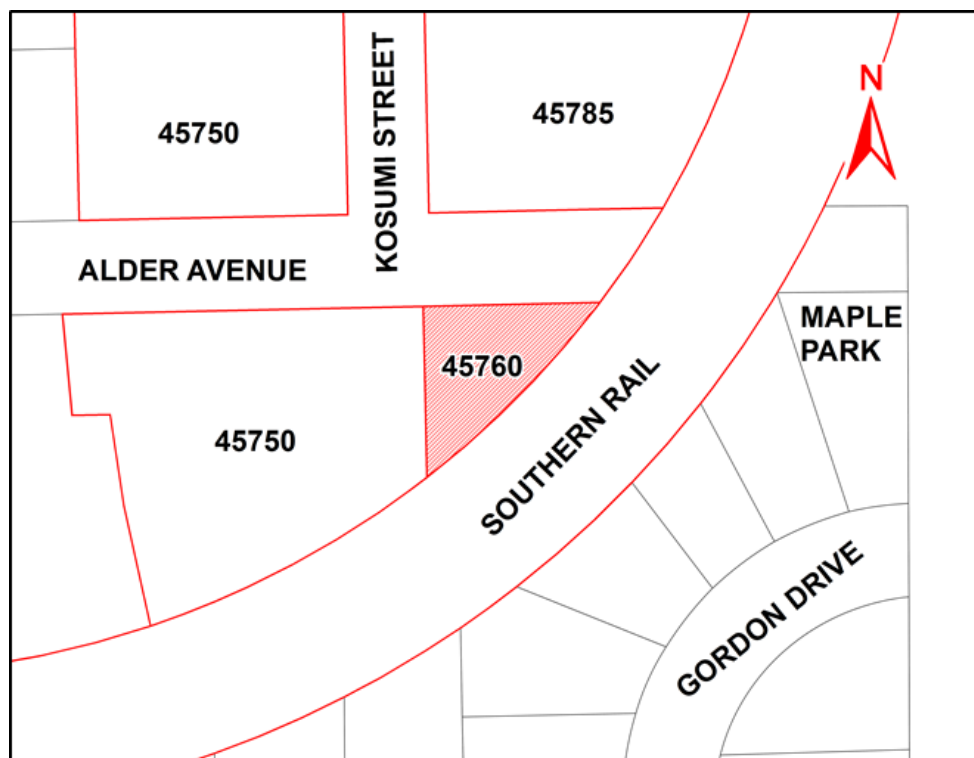 N
45750
KOSUMI STREET
45785
ALDER AVENUE
MAPLE
PARK
45760
45750
SOUTHERN RAIL
GORDON DRIVE